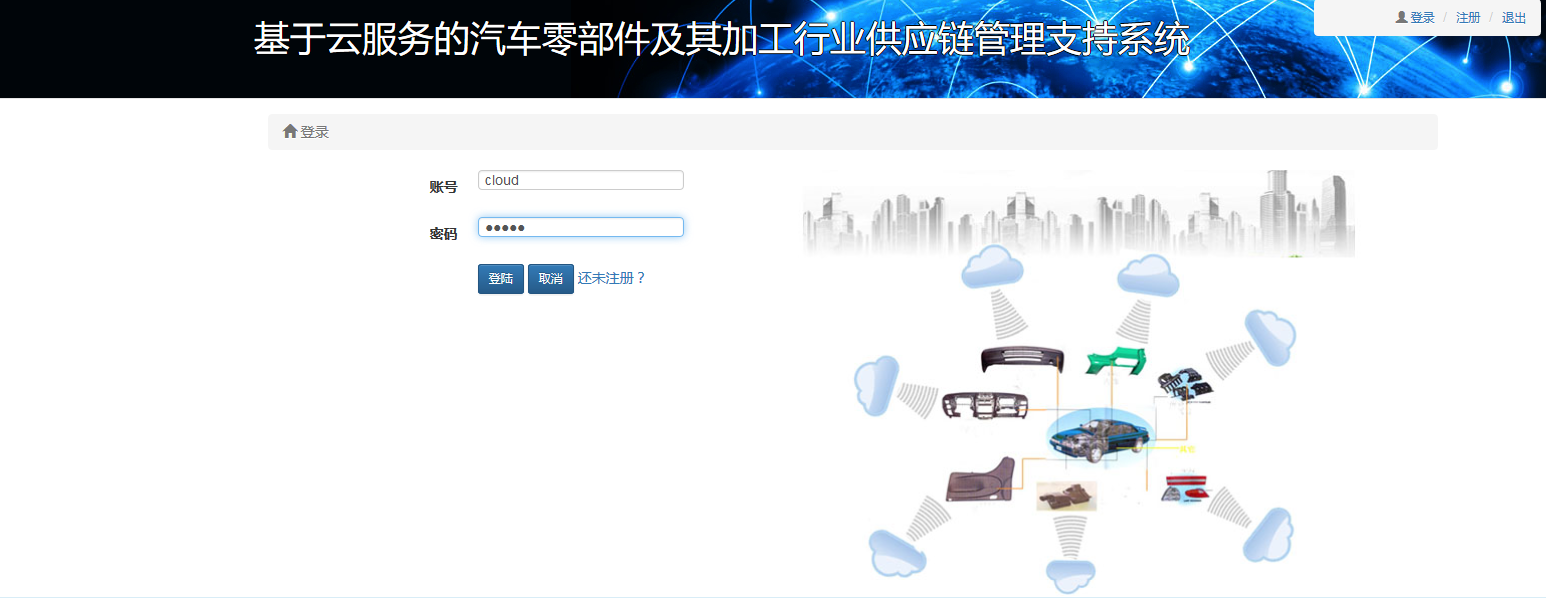 基于云服务的汽车零部件及其加工行业供应链管理支持系统
登录 / 注册 / 退出
登录
账号 cloud
密码 •••••
登陆 取消 还未注册？